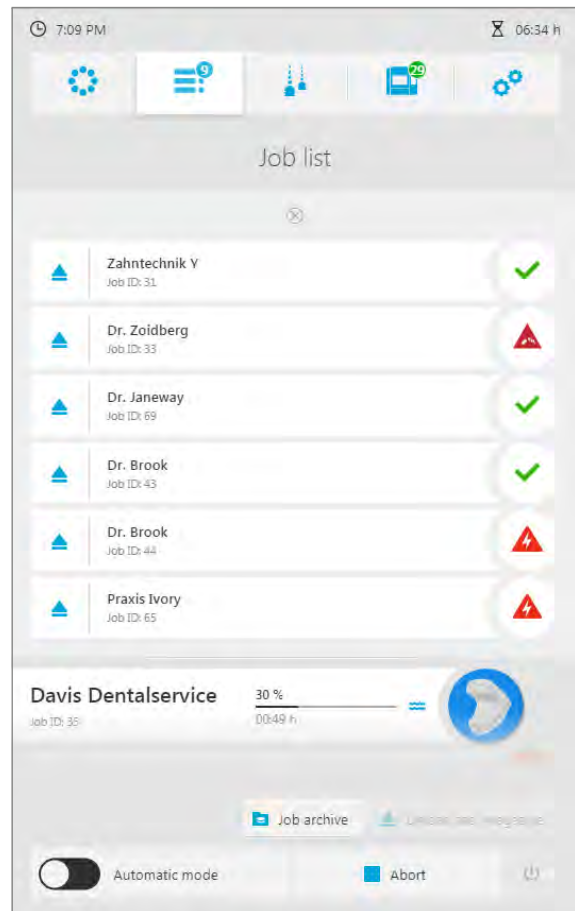 7:09 PM
06:34 h
9
29
Job list
Zahntechnik Y
Job ID: 31
Dr. Zoidberg
Job ID: 33
Dr. Janeway
Job ID: 69
Dr. Brook
Job ID: 43
Dr. Brook
Job ID: 44
Praxis Ivory
Job ID: 65
Davis Dentalservice
30 %
Job ID: 35
00:49 h
Job archive
Automatic mode
Abort